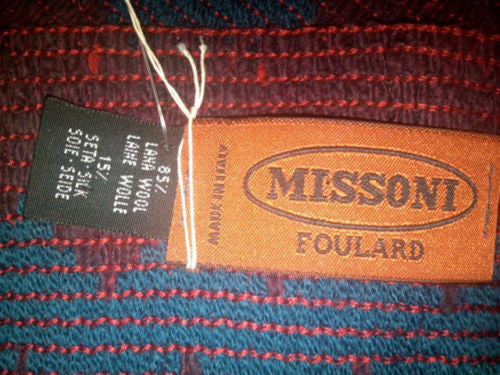 85%
LANA WOOL
LAINE WOLLE
15%
SETA-SILK
SOIE-SEIDE
MADE IN ITALY
MISSONI
FOULARD